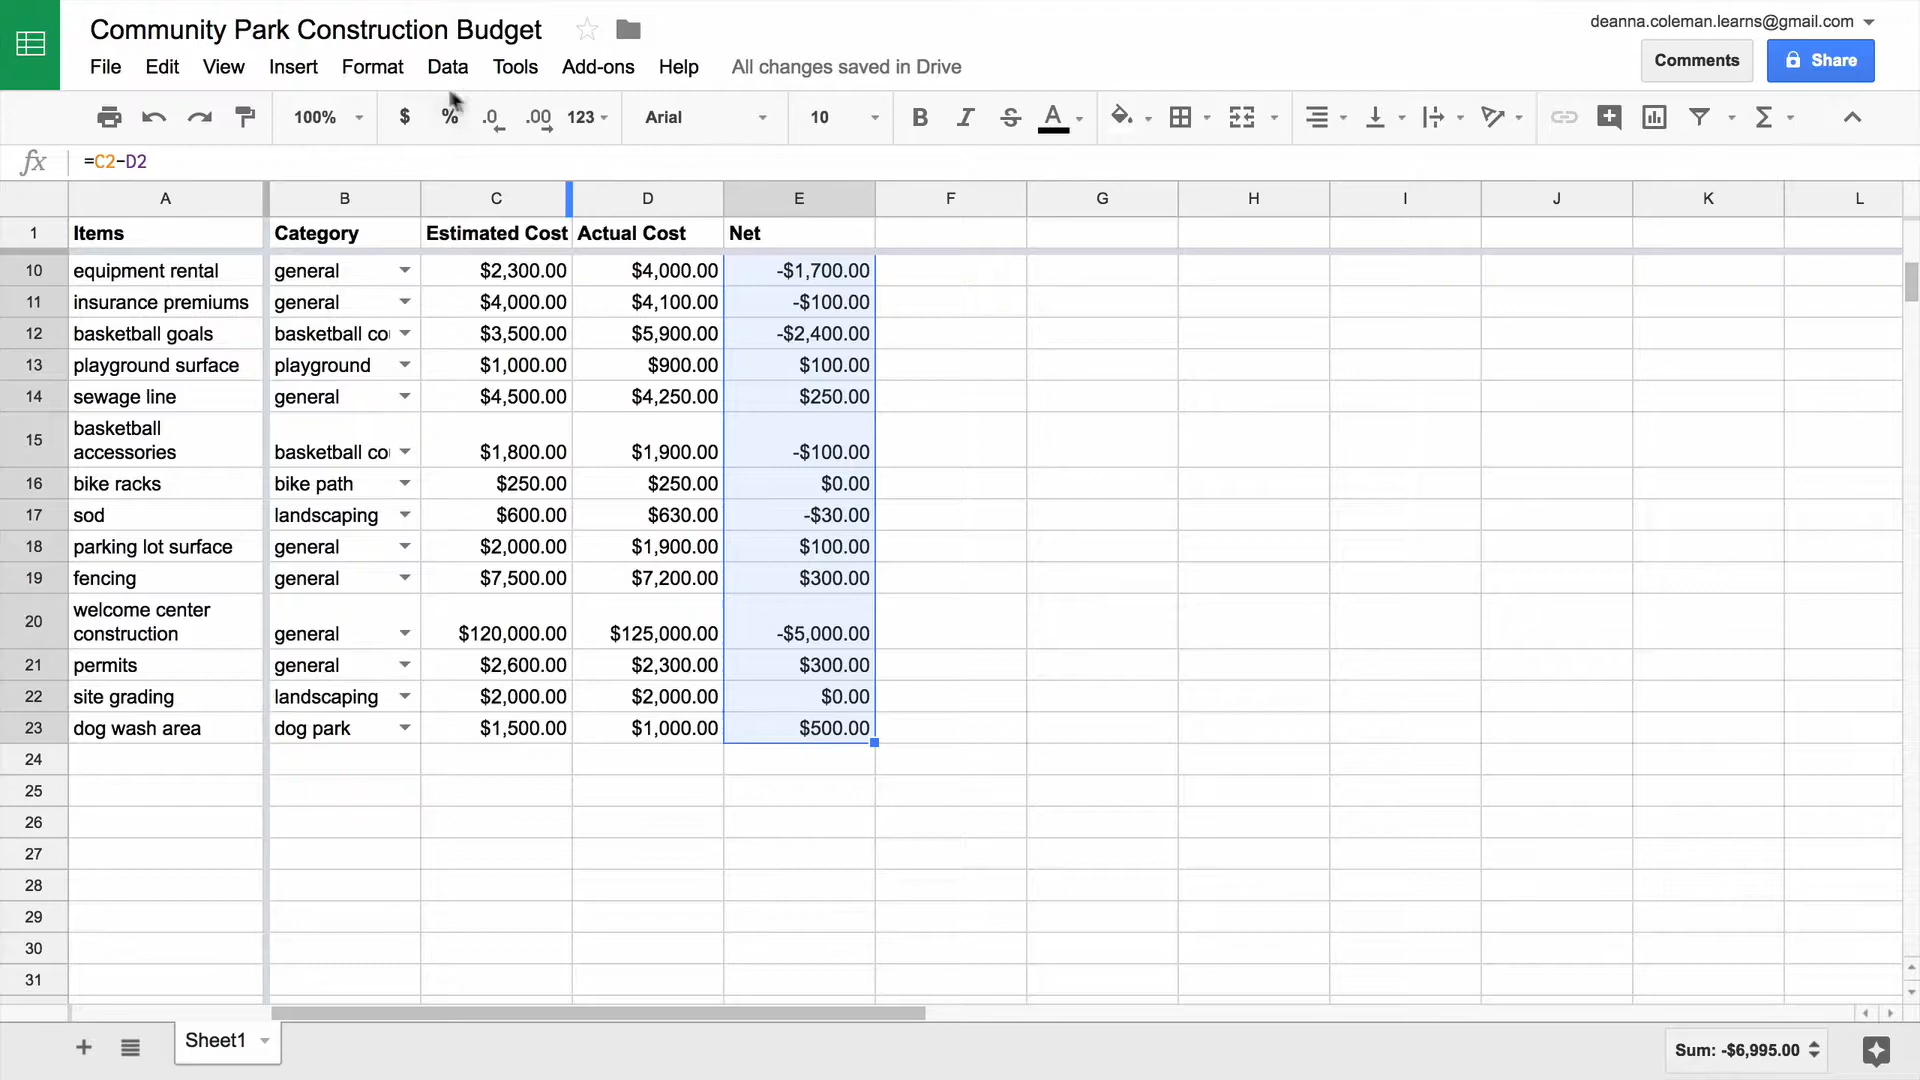 Community Park Construction Budget
deanna.coleman.learns@gmail.com
File Edit View Insert Format Data Tools Add-ons Help All changes saved in Drive
Comments Share
100% $ % .0 .00 123 Arial 10 B I S A Σ
fx =C2-D2
A B C D E F G H I J K L
1 Items Category Estimated Cost Actual Cost Net
10 equipment rental general $2,300.00 $4,000.00 -$1,700.00
11 insurance premiums general $4,000.00 $4,100.00 -$100.00
12 basketball goals basketball co $3,500.00 $5,900.00 -$2,400.00
13 playground surface playground $1,000.00 $900.00 $100.00
14 sewage line general $4,500.00 $4,250.00 $250.00
15 basketball
accessories basketball co $1,800.00 $1,900.00 -$100.00
16 bike racks bike path $250.00 $250.00 $0.00
17 sod landscaping $600.00 $630.00 -$30.00
18 parking lot surface general $2,000.00 $1,900.00 $100.00
19 fencing general $7,500.00 $7,200.00 $300.00
20 welcome center
construction general $120,000.00 $125,000.00 -$5,000.00
21 permits general $2,600.00 $2,300.00 $300.00
22 site grading landscaping $2,000.00 $2,000.00 $0.00
23 dog wash area dog park $1,500.00 $1,000.00 $500.00
24
25
26
27
28
29
30
31
Sheet1
Sum: -$6,995.00